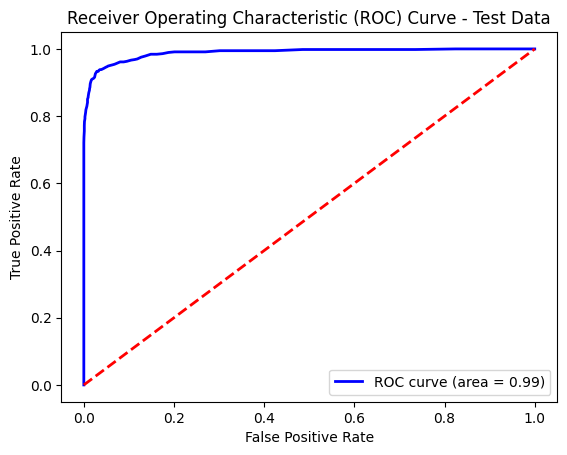 Receiver Operating Characteristic (ROC) Curve - Test Data
True Positive Rate
1.0
0.8
0.6
0.4
0.2
0.0
ROC curve (area = 0.99)
0.0 0.2 0.4 0.6 0.8 1.0
False Positive Rate